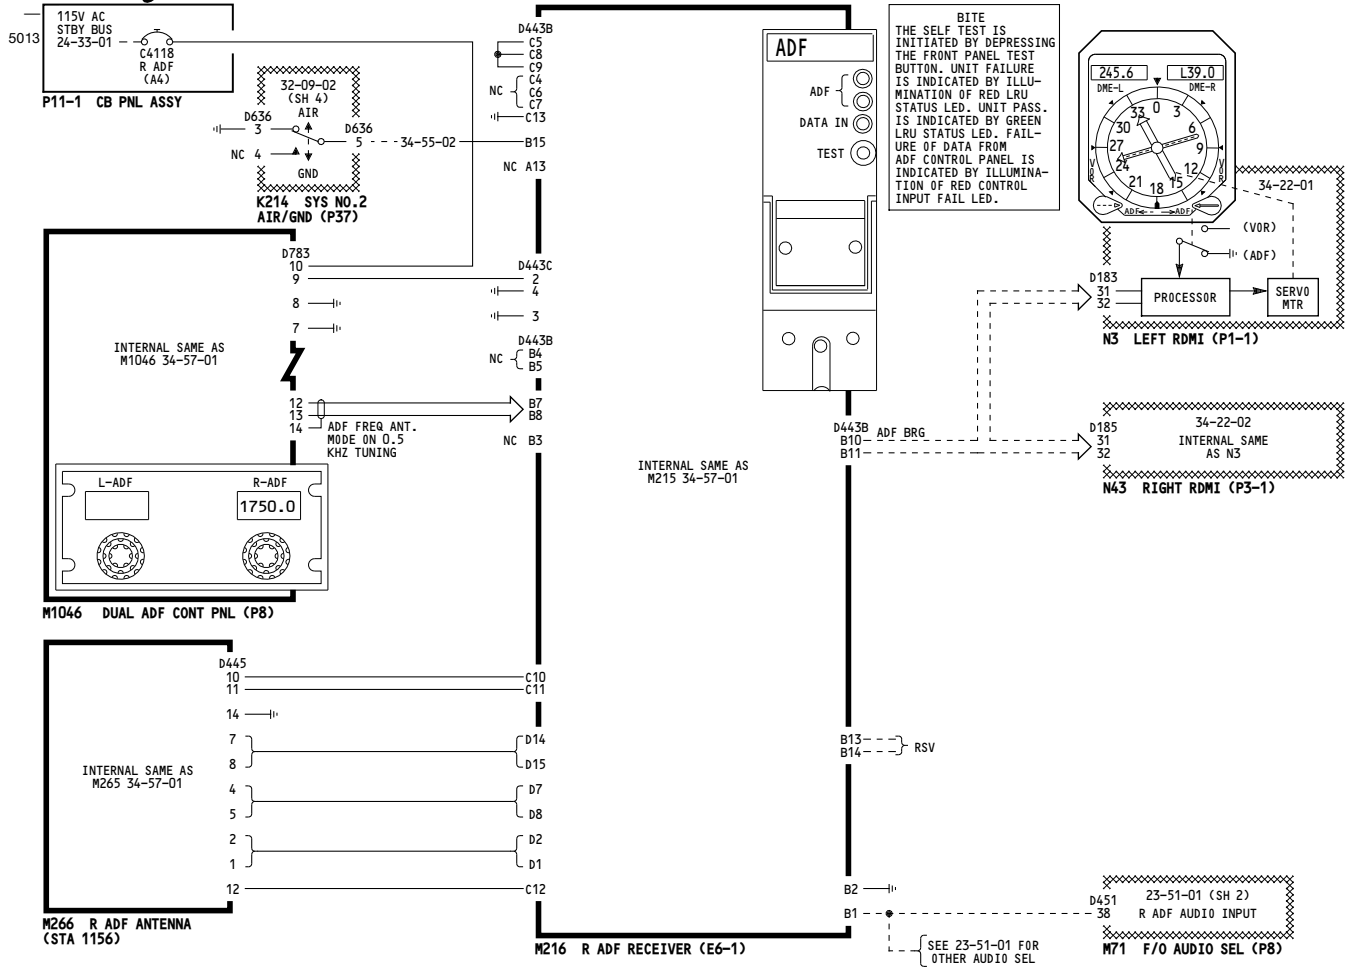 115V AC
STBY BUS
24-33-01
5013
C4118
R ADF
(A4)
P11-1 CB PNL ASSY
32-09-02
(SH 4)
AIR
D636
3
NC 4
GND
D636
5
34-55-02
K214 SYS NO.2
AIR/GND (P37)
D443B
C5
C8
C9
NC
C4
C6
C7
C13
B15
NC A13
D783
10
9
8
7
INTERNAL SAME AS
M1046 34-57-01
12
13
14
ADF FREQ ANT.
MODE ON 0.5
KHZ TUNING
D443C
2
4
3
D443B
NC
B4
B5
B7
B8
NC B3
L-ADF
R-ADF
1750.0
M1046 DUAL ADF CONT PNL (P8)
D445
10
11
14
7
8
4
5
2
1
12
INTERNAL SAME AS
M265 34-57-01
M266 R ADF ANTENNA
(STA 1156)
C10
C11
D14
D15
D7
D8
D2
D1
C12
INTERNAL SAME AS
M215 34-57-01
M216 R ADF RECEIVER (E6-1)
ADF
ADF
DATA IN
TEST
BITE
THE SELF TEST IS
INITIATED BY DEPRESSING
THE FRONT PANEL TEST
BUTTON. UNIT FAILURE
IS INDICATED BY ILLU-
MINATION OF RED LRU
STATUS LED. UNIT PASS.
IS INDICATED BY GREEN
LRU STATUS LED. FAIL-
URE OF DATA FROM
ADF CONTROL PANEL IS
INDICATED BY ILLUMINA-
TION OF RED CONTROL
INPUT FAIL LED.
245.6
L39.0
DME-L
DME-R
0
3
6
9
12
15
18
21
24
27
30
33
VOR
VOR
ADF
ADF
34-22-01
(VOR)
(ADF)
D183
31
32
PROCESSOR
SERVO
MTR
N3 LEFT RDMI (P1-1)
D443B
B10
ADF BRG
B11
D185
31
32
34-22-02
INTERNAL SAME
AS N3
N43 RIGHT RDMI (P3-1)
B13
B14
RSV
B2
B1
SEE 23-51-01 FOR
OTHER AUDIO SEL
D451
38
23-51-01 (SH 2)
R ADF AUDIO INPUT
M71 F/O AUDIO SEL (P8)